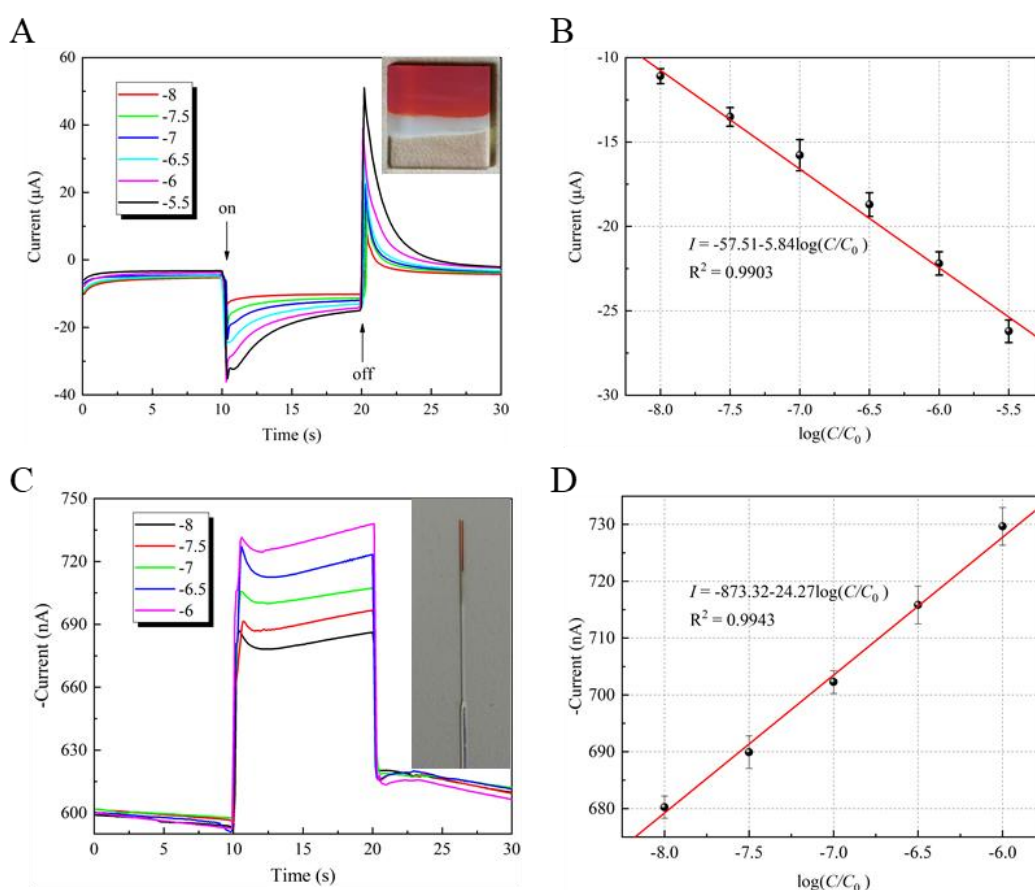 A
60
40
20
0
-20
-40
Current (μA)
-8
-7.5
-7
-6.5
-6
-5.5
on
off
0 5 10 15 20 25 30
Time (s)
B
-10
-15
-20
-25
-30
Current (μA)
I = -57.51-5.84log(C/C₀)
R² = 0.9903
-8.0 -7.5 -7.0 -6.5 -6.0 -5.5
log(C/C₀)
C
750
720
690
660
630
600
-Current (nA)
-8
-7.5
-7
-6.5
-6
0 5 10 15 20 25 30
Time (s)
D
730
720
710
700
690
680
-Current (nA)
I = -873.32-24.27log(C/C₀)
R² = 0.9943
-8.0 -7.5 -7.0 -6.5 -6.0
log(C/C₀)